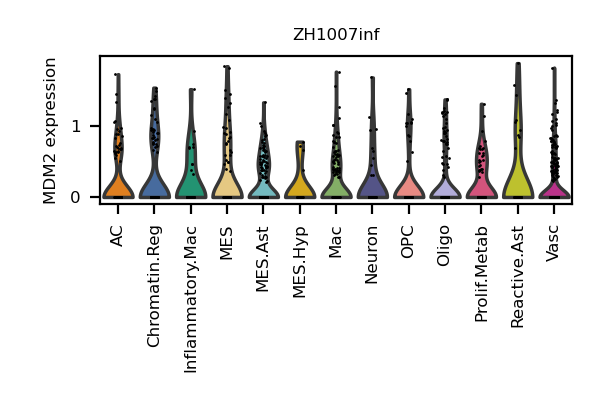 ZH1007inf
MDM2 expression
1
0
AC
Chromatin.Reg
Inflammatory.Mac
MES
MES.Ast
MES.Hyp
Mac
Neuron
OPC
Oligo
Prolif.Metab
Reactive.Ast
Vasc